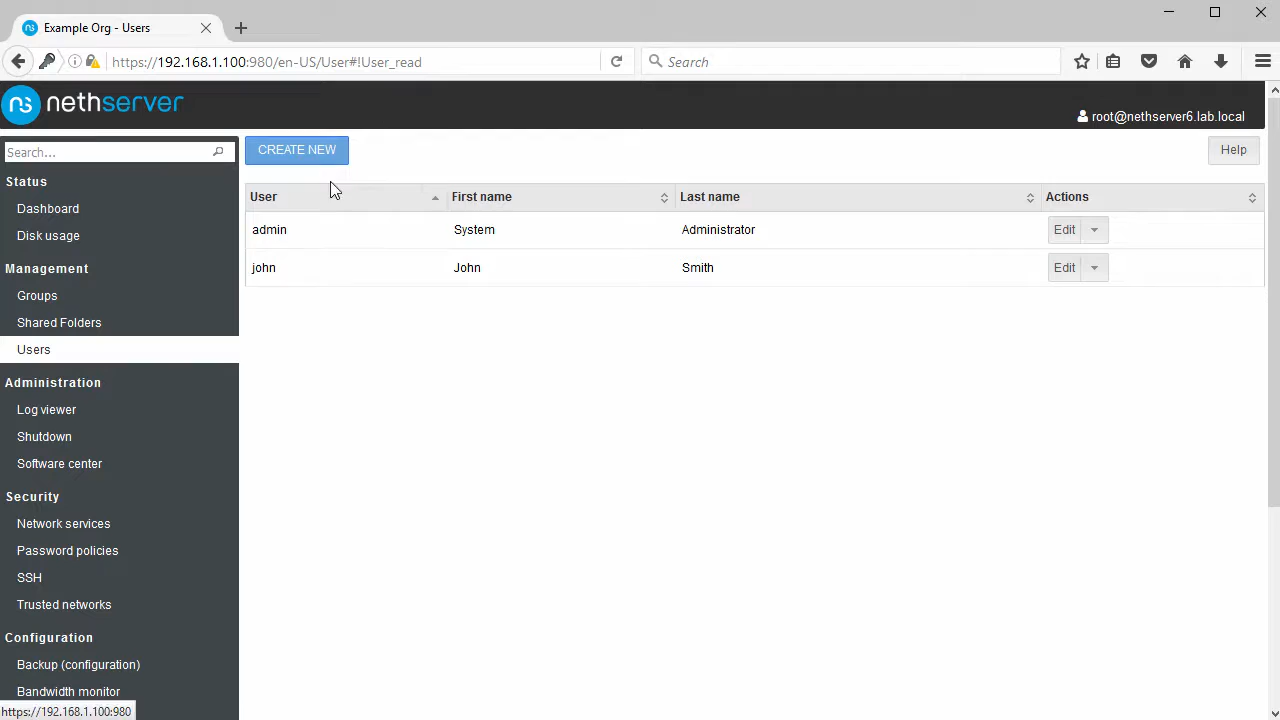 Example Org - Users
https://192.168.1.100:980/en-US/User#!User_read
Search
nethserver
root@nethserver6.lab.local
Search...
CREATE NEW
Help
Status
Dashboard
Disk usage
Management
Groups
Shared Folders
Users
Administration
Log viewer
Shutdown
Software center
Security
Network services
Password policies
SSH
Trusted networks
Configuration
Backup (configuration)
Bandwidth monitor
User First name Last name Actions
admin System Administrator Edit
john John Smith Edit
https://192.168.1.100:980